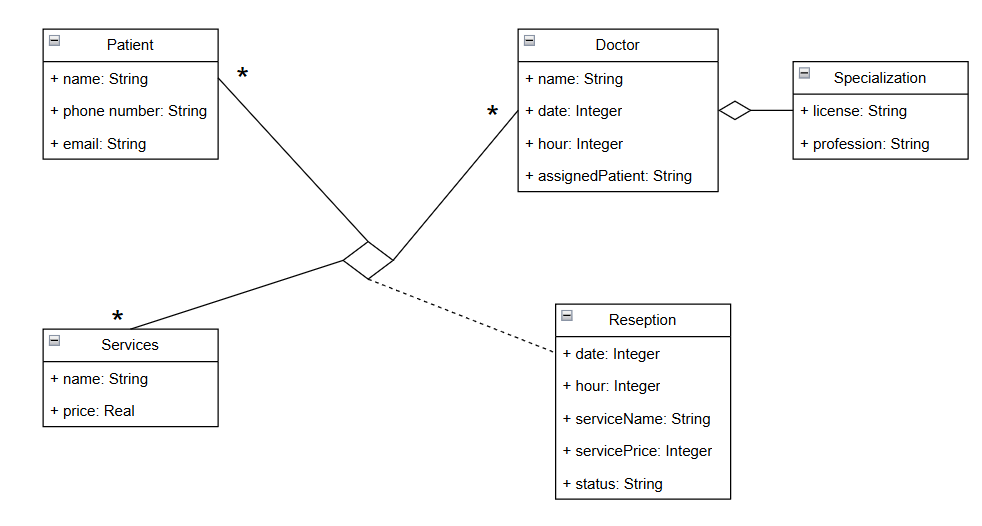 Patient
+ name: String
+ phone number: String
+ email: String
*
Doctor
+ name: String
+ date: Integer
+ hour: Integer
+ assignedPatient: String
*
Specialization
+ license: String
+ profession: String
*
Services
+ name: String
+ price: Real
Reseption
+ date: Integer
+ hour: Integer
+ serviceName: String
+ servicePrice: Integer
+ status: String